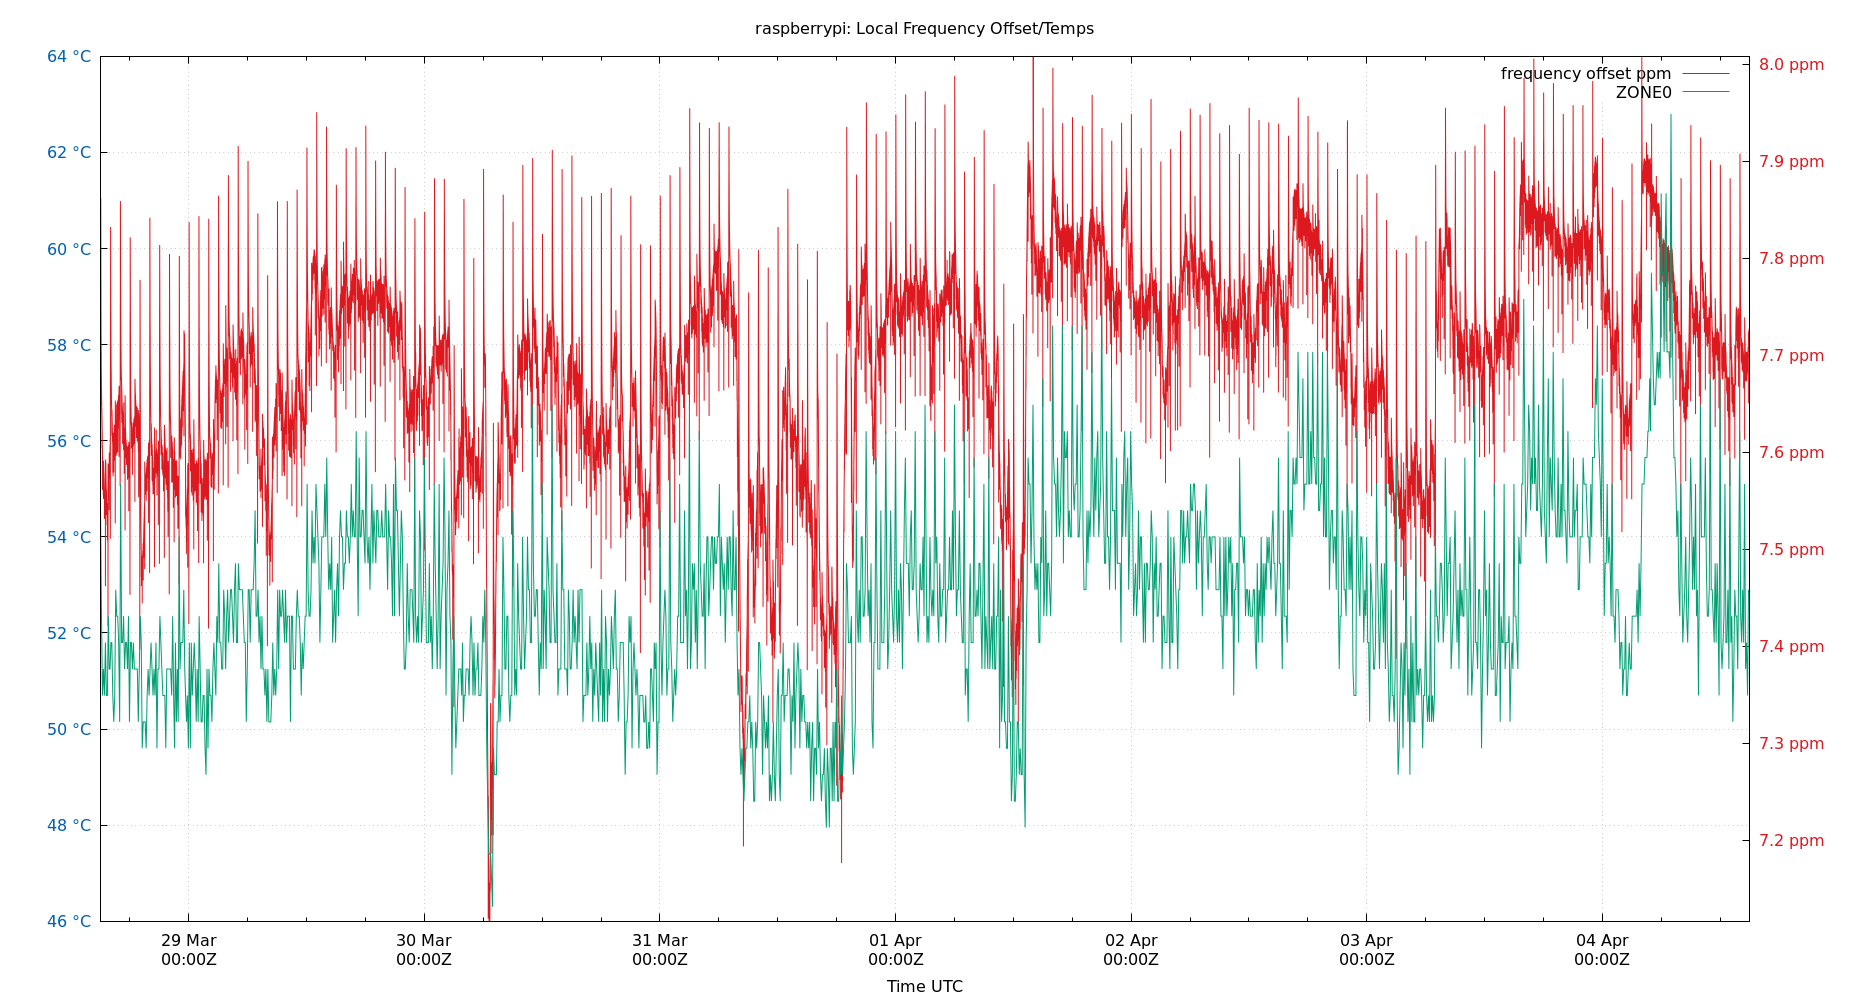 raspberrypi: Local Frequency Offset/Temps
64 °C
62 °C
60 °C
58 °C
56 °C
54 °C
52 °C
50 °C
48 °C
46 °C
8.0 ppm
7.9 ppm
7.8 ppm
7.7 ppm
7.6 ppm
7.5 ppm
7.4 ppm
7.3 ppm
7.2 ppm
frequency offset ppm
ZONE0
29 Mar
00:00Z
30 Mar
00:00Z
31 Mar
00:00Z
01 Apr
00:00Z
02 Apr
00:00Z
03 Apr
00:00Z
04 Apr
00:00Z
Time UTC